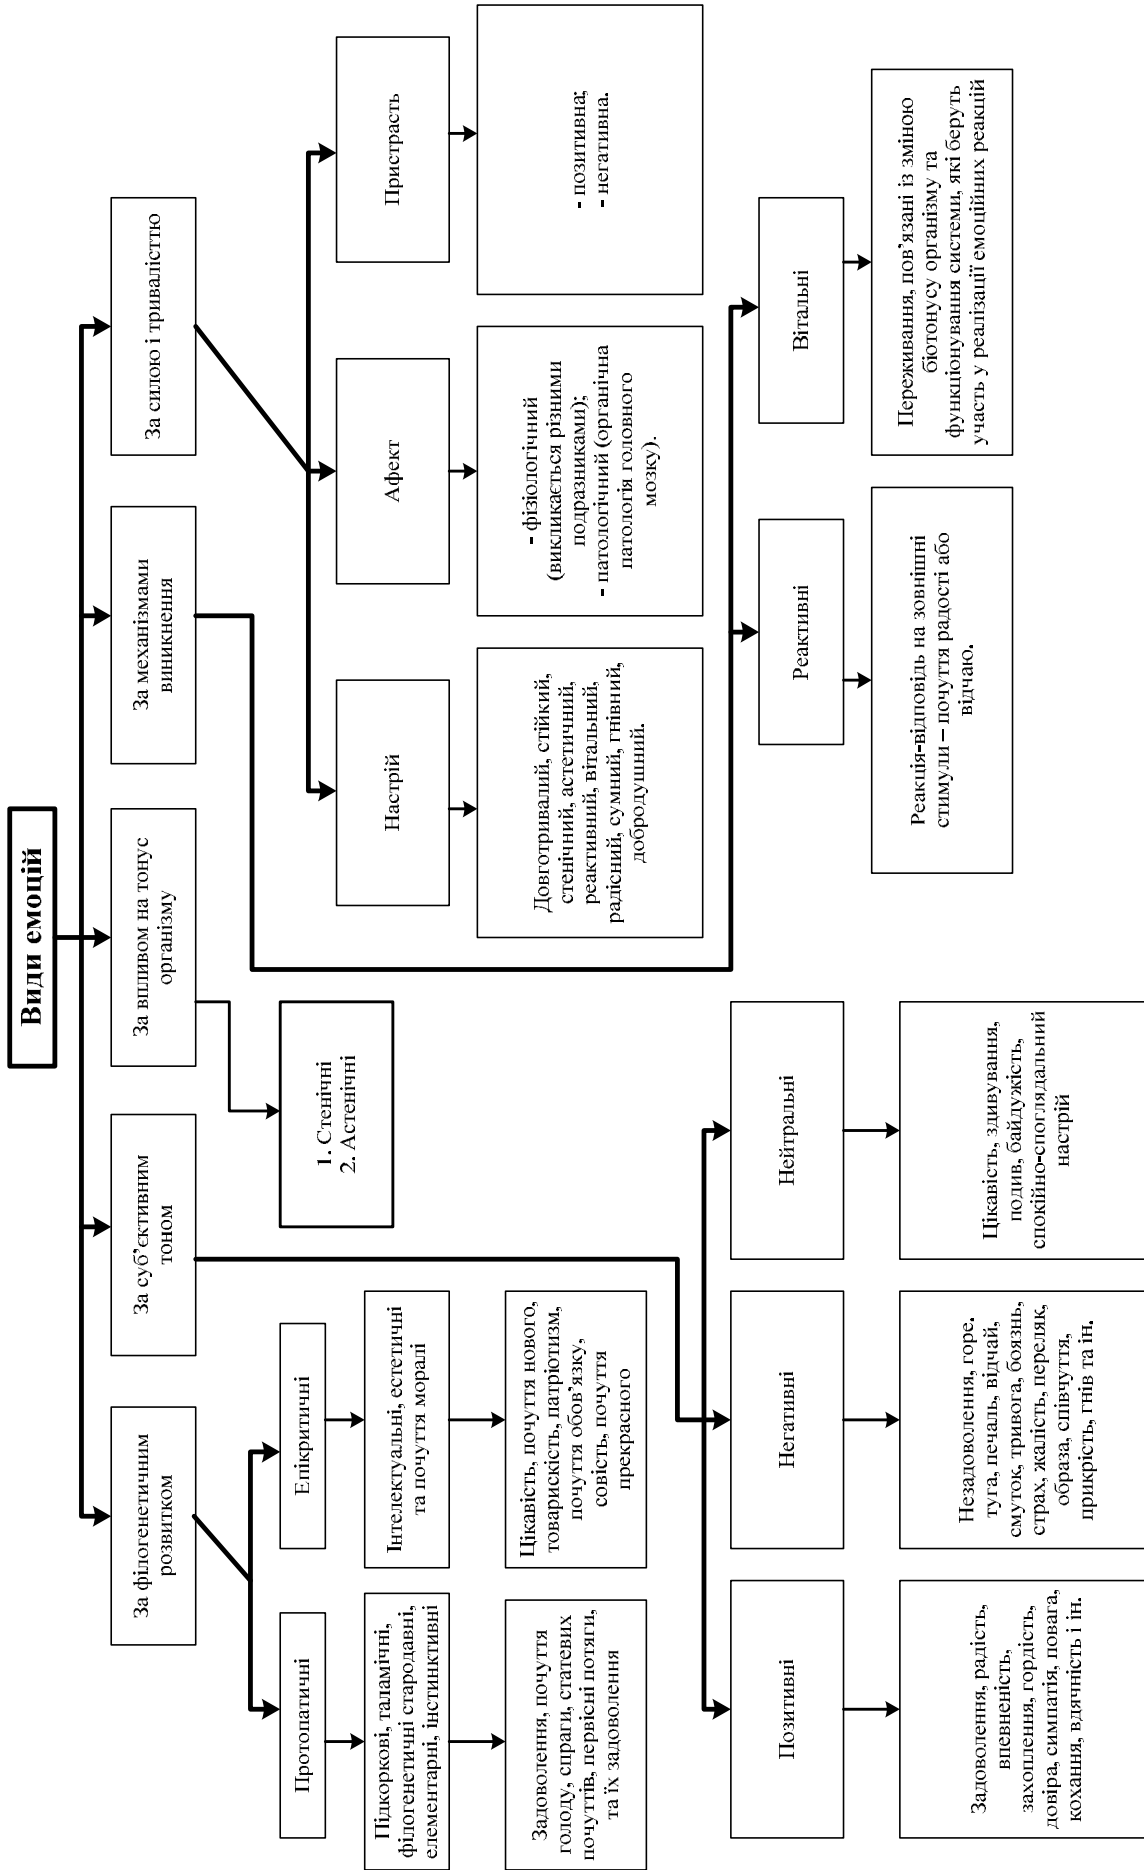 Види емоцій
За філогенетичним
розвитком
За суб’єктивним
тоном
За впливом на тонус
організму
За механізмами
виникнення
За силою і тривалісттю
Протопатичні
Епікритичні
1. Стенічні
2. Астенічні
Підкоркові, таламічні,
філогенетичні стародавні,
елементарні, інстинктивні
Інтелектуальні, естетичні
та почуття моралі
Задоволення, почуття
голоду, спраги, статевих
почуттів, первісні потяги,
та їх задоволення
Цікавість, почуття нового,
товарискість, патріотизм,
почуття обов’язку,
совість, почуття
прекрасного
Настрій
Афект
Пристрасть
Довготривалий, стійкий,
стенічний, астетичний,
реактивний, вітальний,
радісний, сумний, гнівний,
добродушний.
- фізіологічний
(викликається різними
подразниками);
- патологічний (органічна
патологія головного
мозку).
- позитивна;
- негативна.
Позитивні
Негативні
Нейтральні
Реактивні
Вітальні
Задоволення, радість,
впевненість,
захоплення, гордість,
довіра, симпатія, повага,
кохання, вдячність і ін.
Незадоволення, горе.
туга, печаль, відчай,
смуток, тривога, боязнь,
страх, жалість, переляк,
образа, співчуття,
прикрість, гнів та ін.
Цікавість, здивування,
подив, байдужість,
спокійно-споглядальний
настрій
Реакція-відповідь на зовнішні
стимули – почуття радості або
відчаю.
Переживання, пов’язані із зміною
біотонусу організму та
функціонування системи, які беруть
участь у реалізації емоційних реакцій